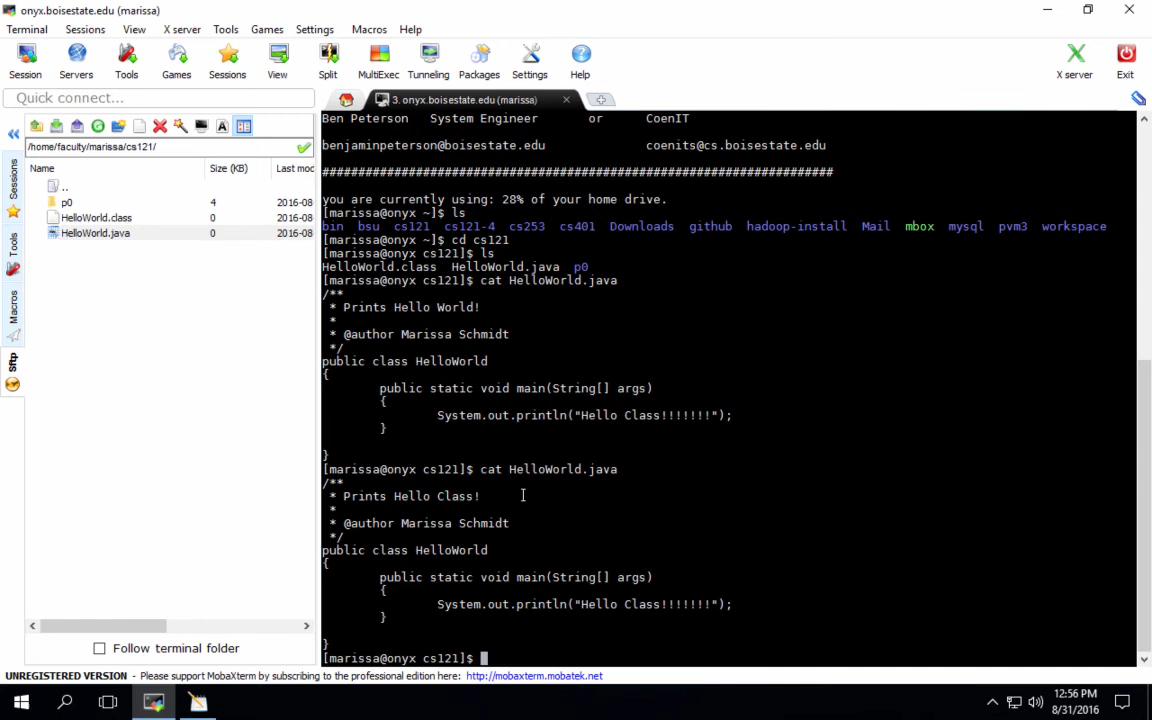 onyx.boisestate.edu (marissa)
Terminal Sessions View X server Tools Games Settings Macros Help
Session Servers Tools Games Sessions View Split MultiExec Tunneling Packages Settings Help X server Exit
Quick connect...
3. onyx.boisestate.edu (marissa)
/home/faculty/marissa/cs121/
Name Size (KB) Last mod
..
p0 4 2016-08
HelloWorld.class 0 2016-08
HelloWorld.java 0 2016-08
Sessions
Tools
Macros
Sftp
Follow terminal folder
Ben Peterson System Engineer or CoenIT
benjaminpeterson@boisestate.edu coenits@cs.boisestate.edu
#######################################################################
you are currently using: 28% of your home drive.
[marissa@onyx ~]$ ls
bin bsu cs121 cs121-4 cs253 cs401 Downloads github hadoop-install Mail mbox mysql pvm3 workspace
[marissa@onyx ~]$ cd cs121
[marissa@onyx cs121]$ ls
HelloWorld.class HelloWorld.java p0
[marissa@onyx cs121]$ cat HelloWorld.java
/**
* Prints Hello World!
*
* @author Marissa Schmidt
*/
public class HelloWorld
{
public static void main(String[] args)
{
System.out.println("Hello Class!!!!!!!");
}
}
[marissa@onyx cs121]$ cat HelloWorld.java
/**
* Prints Hello Class!
*
* @author Marissa Schmidt
*/
public class HelloWorld
{
public static void main(String[] args)
{
System.out.println("Hello Class!!!!!!!");
}
}
[marissa@onyx cs121]$
UNREGISTERED VERSION - Please support MobaXterm by subscribing to the professional edition here: http://mobaxterm.mobatek.net
12:56 PM
8/31/2016